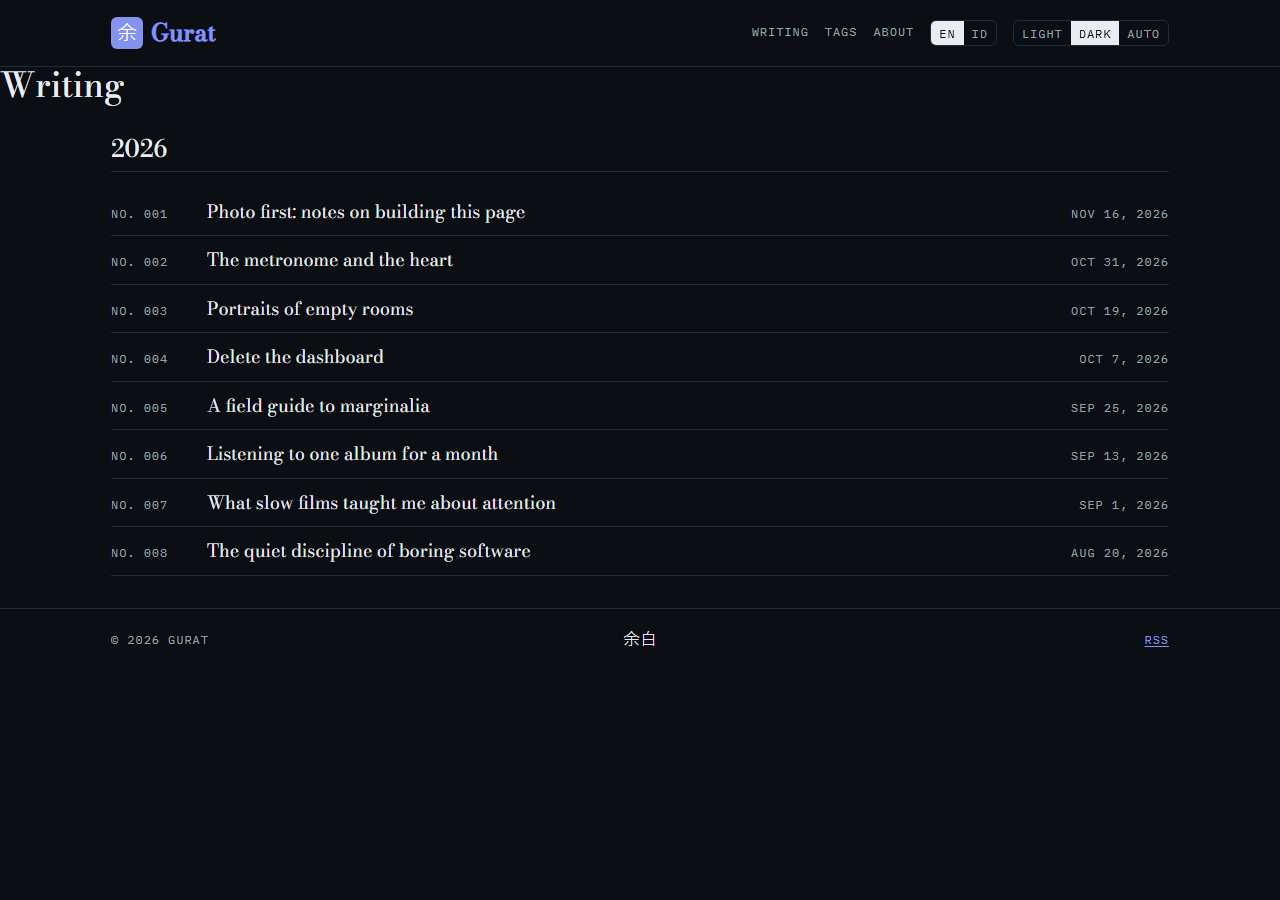 余 Gurat WRITING TAGS ABOUT EN ID LIGHT DARK AUTO
Writing
2026
NO. 001 Photo first: notes on building this page NOV 16, 2026
NO. 002 The metronome and the heart OCT 31, 2026
NO. 003 Portraits of empty rooms OCT 19, 2026
NO. 004 Delete the dashboard OCT 7, 2026
NO. 005 A field guide to marginalia SEP 25, 2026
NO. 006 Listening to one album for a month SEP 13, 2026
NO. 007 What slow films taught me about attention SEP 1, 2026
NO. 008 The quiet discipline of boring software AUG 20, 2026
© 2026 GURAT 余白 RSS